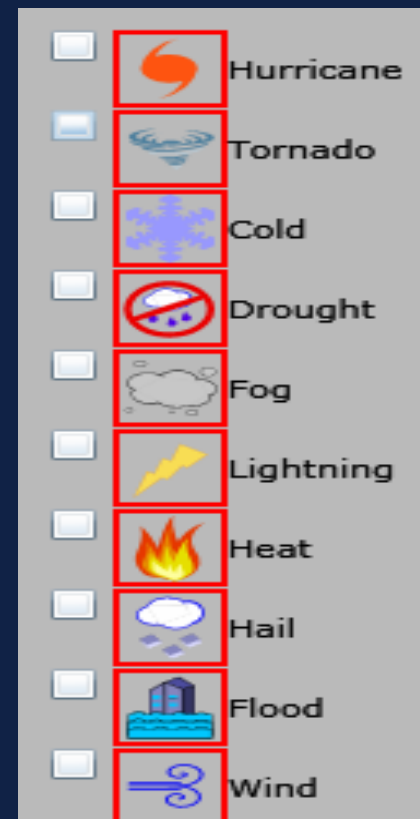 Hurricane
Tornado
Cold
Drought
Fog
Lightning
Heat
Hail
Flood
Wind